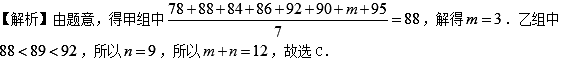 【解析】由题意，得甲组中 (78+88+84+86+92+90+m+95)/7 =88，解得 m=3．乙组中
88<89<92，所以 n=9，所以 m+n=12，故选 C．